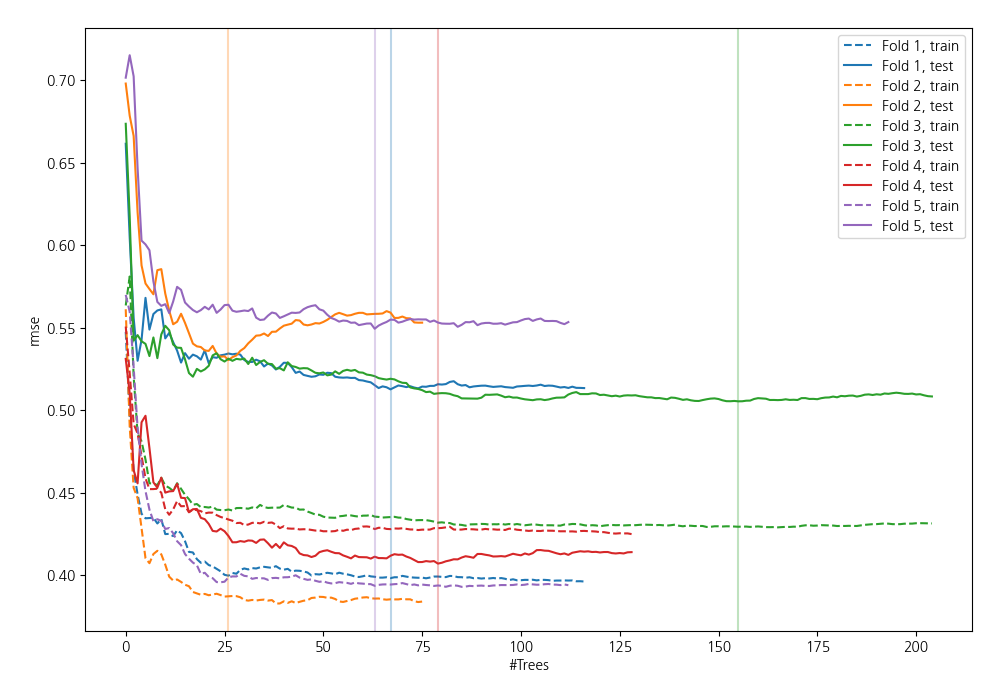 0.70
0.65
0.60
0.55
0.50
0.45
0.40
rmse
0
25
50
75
100
125
150
175
200
#Trees
Fold 1, train
Fold 1, test
Fold 2, train
Fold 2, test
Fold 3, train
Fold 3, test
Fold 4, train
Fold 4, test
Fold 5, train
Fold 5, test